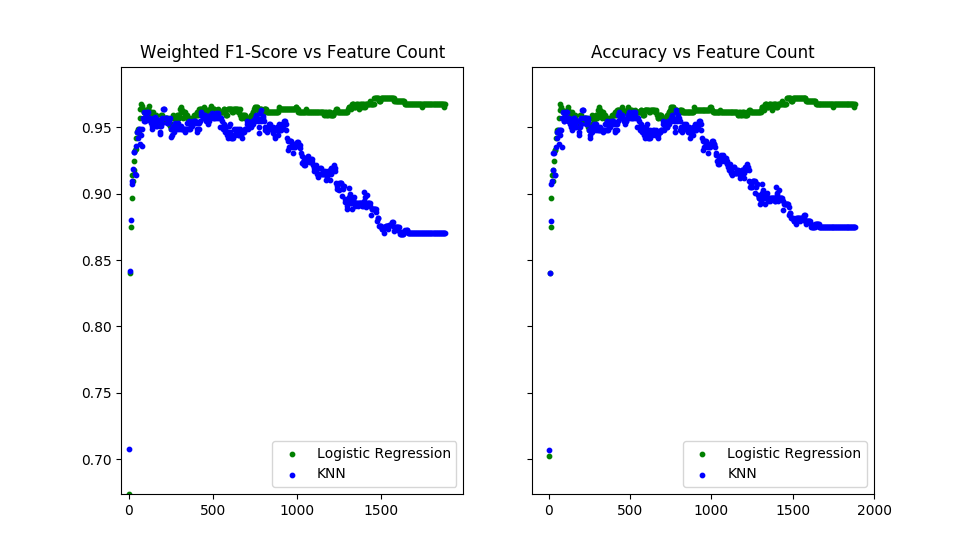 Weighted F1-Score vs Feature Count
0.95
0.90
0.85
0.80
0.75
0.70
0
500
1000
1500
Logistic Regression
KNN
Accuracy vs Feature Count
0
500
1000
1500
2000
Logistic Regression
KNN